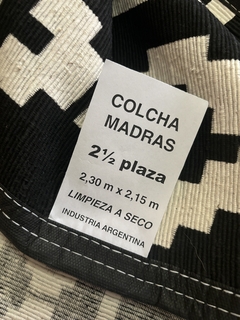 COLCHA
MADRAS
2½ plaza
2,30 m x 2,15 m
LIMPIEZA A SECO
INDUSTRIA ARGENTINA